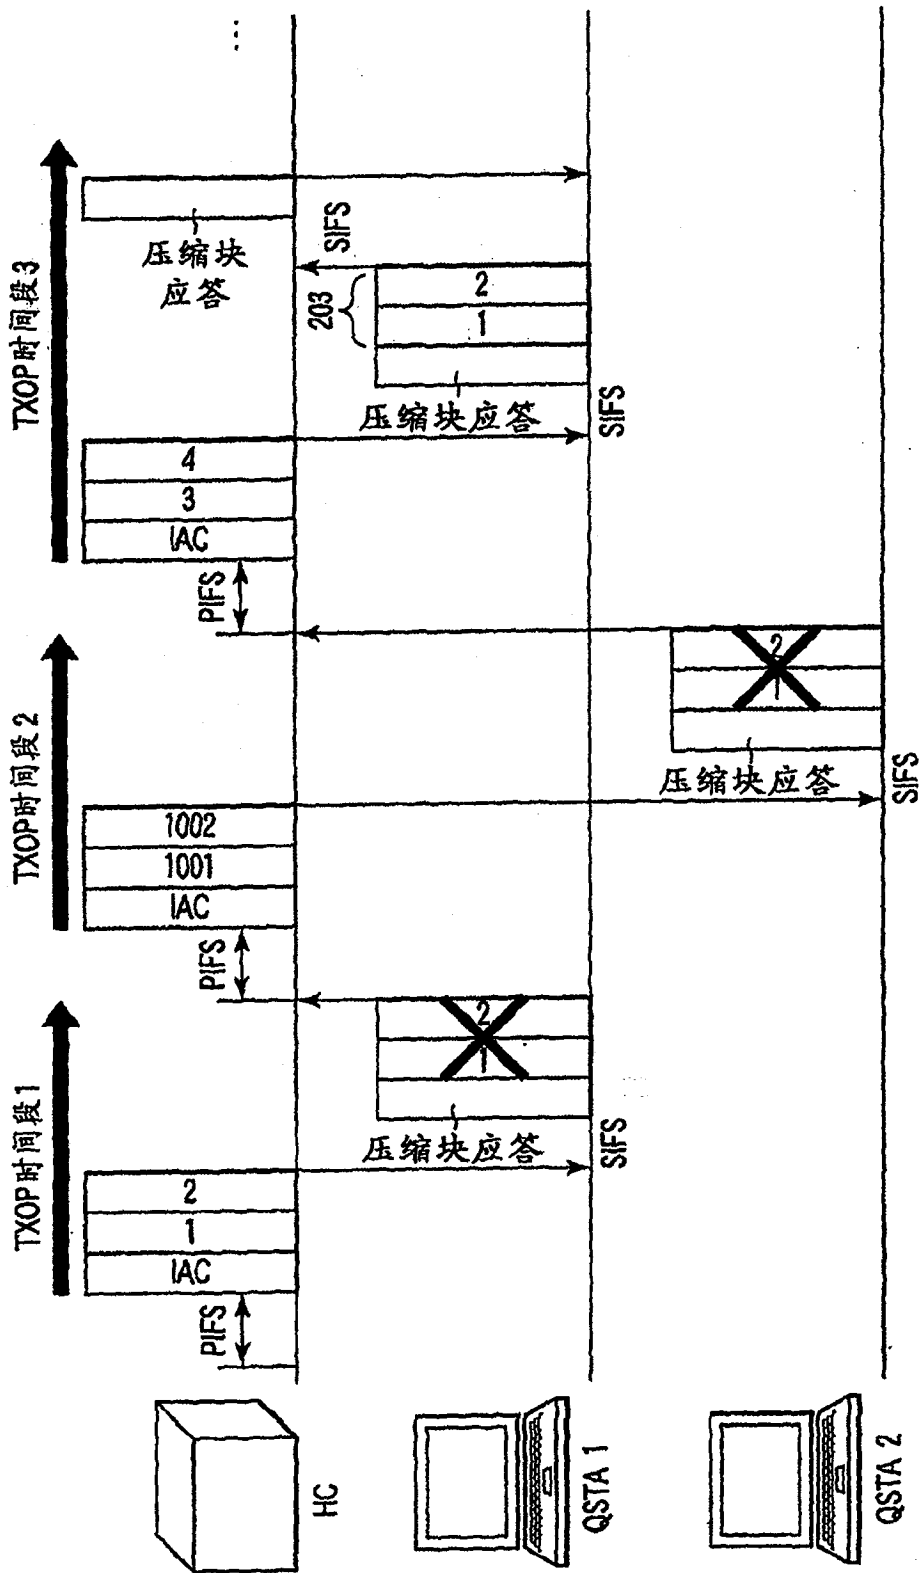 TXOP时间段1
TXOP时间段2
TXOP时间段3
HC
PIFS
IAC
1
2
PIFS
IAC
1001
1002
PIFS
IAC
3
4
压缩块
应答
...
QSTA 1
SIFS
压缩块应答
1
2
SIFS
压缩块应答
1
2
203
SIFS
QSTA 2
SIFS
压缩块应答
1
2